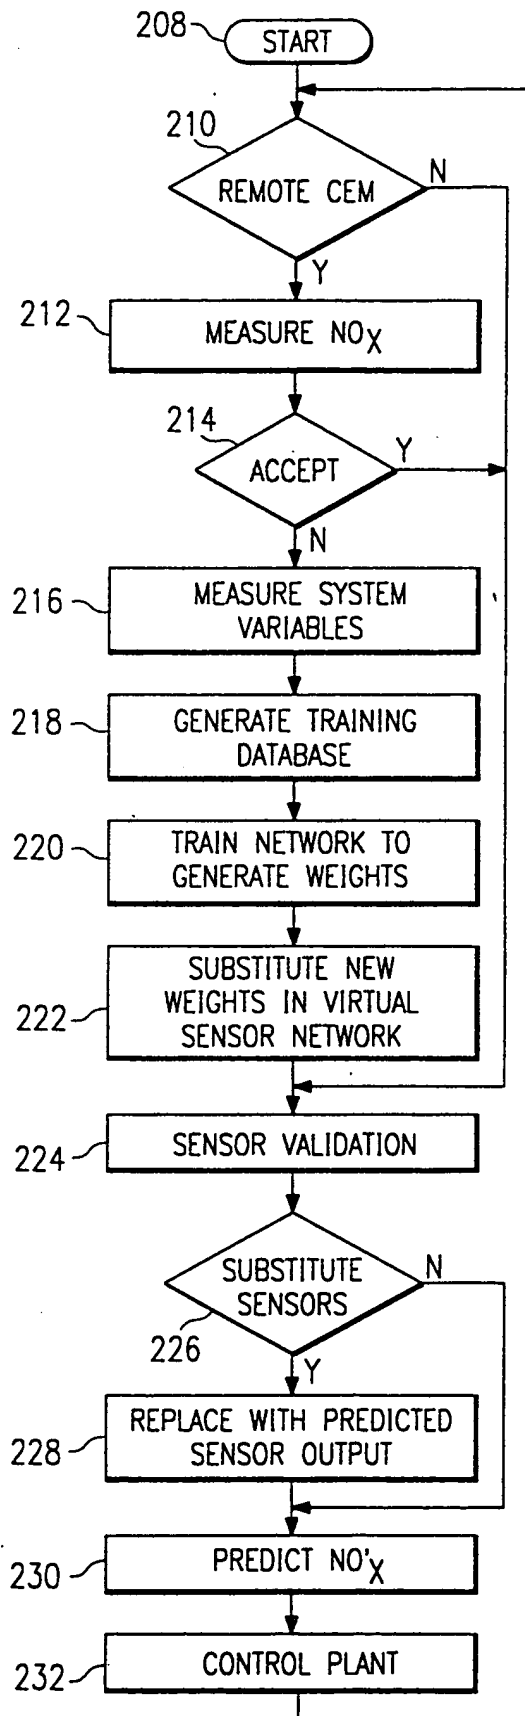 208
START
210
REMOTE CEM
N
Y
212
MEASURE NOX
214
ACCEPT
Y
N
216
MEASURE SYSTEM
VARIABLES
218
GENERATE TRAINING
DATABASE
220
TRAIN NETWORK TO
GENERATE WEIGHTS
222
SUBSTITUTE NEW
WEIGHTS IN VIRTUAL
SENSOR NETWORK
224
SENSOR VALIDATION
SUBSTITUTE
SENSORS
N
226
Y
228
REPLACE WITH PREDICTED
SENSOR OUTPUT
230
PREDICT NO'X
232
CONTROL PLANT